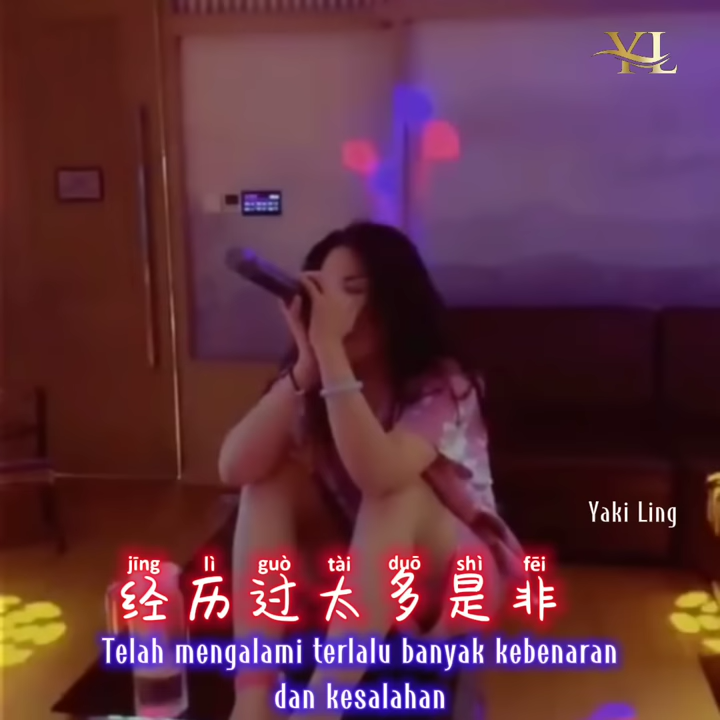 YL
Yaki Ling
jīng lì guò tài duō shì fēi
经历过太多是非
Telah mengalami terlalu banyak kebenaran
dan kesalahan